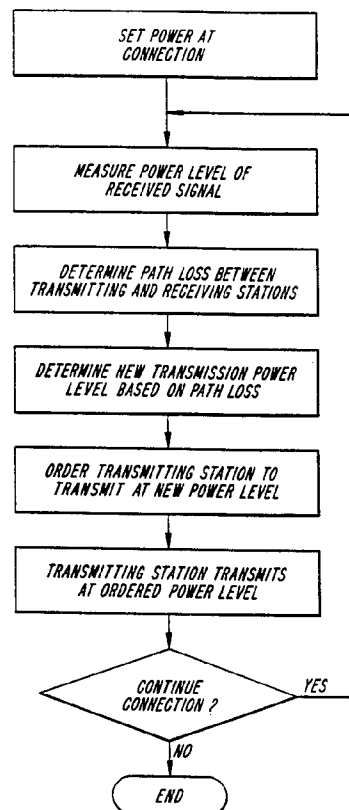 SET POWER AT
CONNECTION
MEASURE POWER LEVEL OF
RECEIVED SIGNAL
DETERMINE PATH LOSS BETWEEN
TRANSMITTING AND RECEIVING STATIONS
DETERMINE NEW TRANSMISSION POWER
LEVEL BASED ON PATH LOSS
ORDER TRANSMITTING STATION TO
TRANSMIT AT NEW POWER LEVEL
TRANSMITTING STATION TRANSMITS
AT ORDERED POWER LEVEL
CONTINUE
CONNECTION ?
YES
NO
END